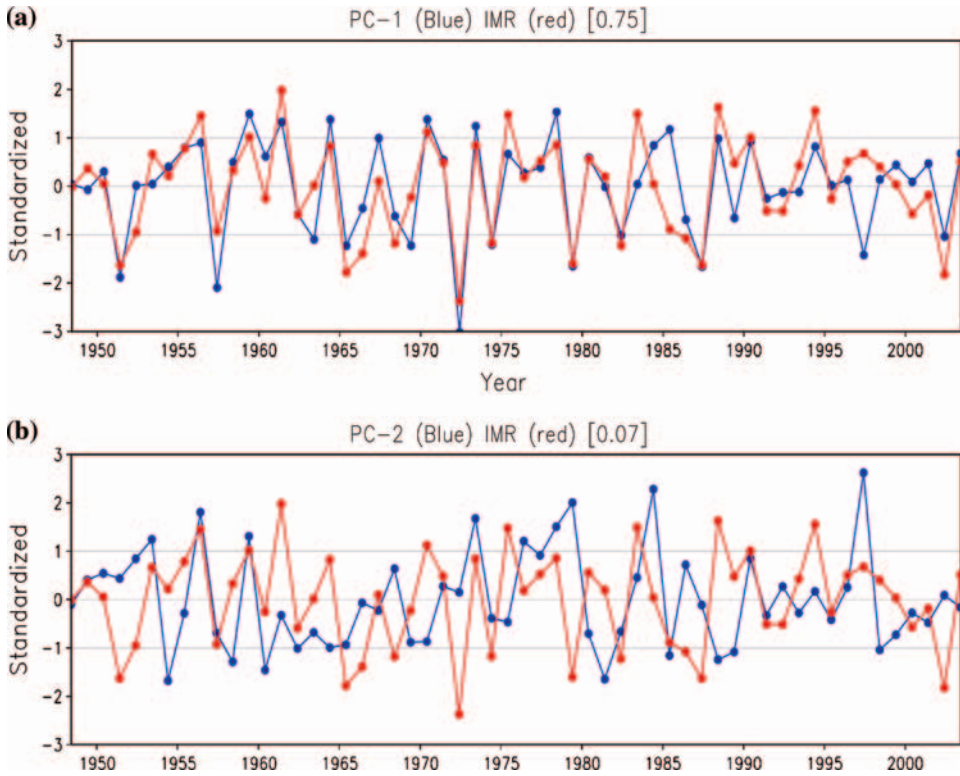 (a)
PC-1 (Blue) IMR (red) [0.75]
3
2
1
0
-1
-2
-3
Standardized
1950 1955 1960 1965 1970 1975 1980 1985 1990 1995 2000
Year
(b)
PC-2 (Blue) IMR (red) [0.07]
3
2
1
0
-1
-2
-3
Standardized
1950 1955 1960 1965 1970 1975 1980 1985 1990 1995 2000